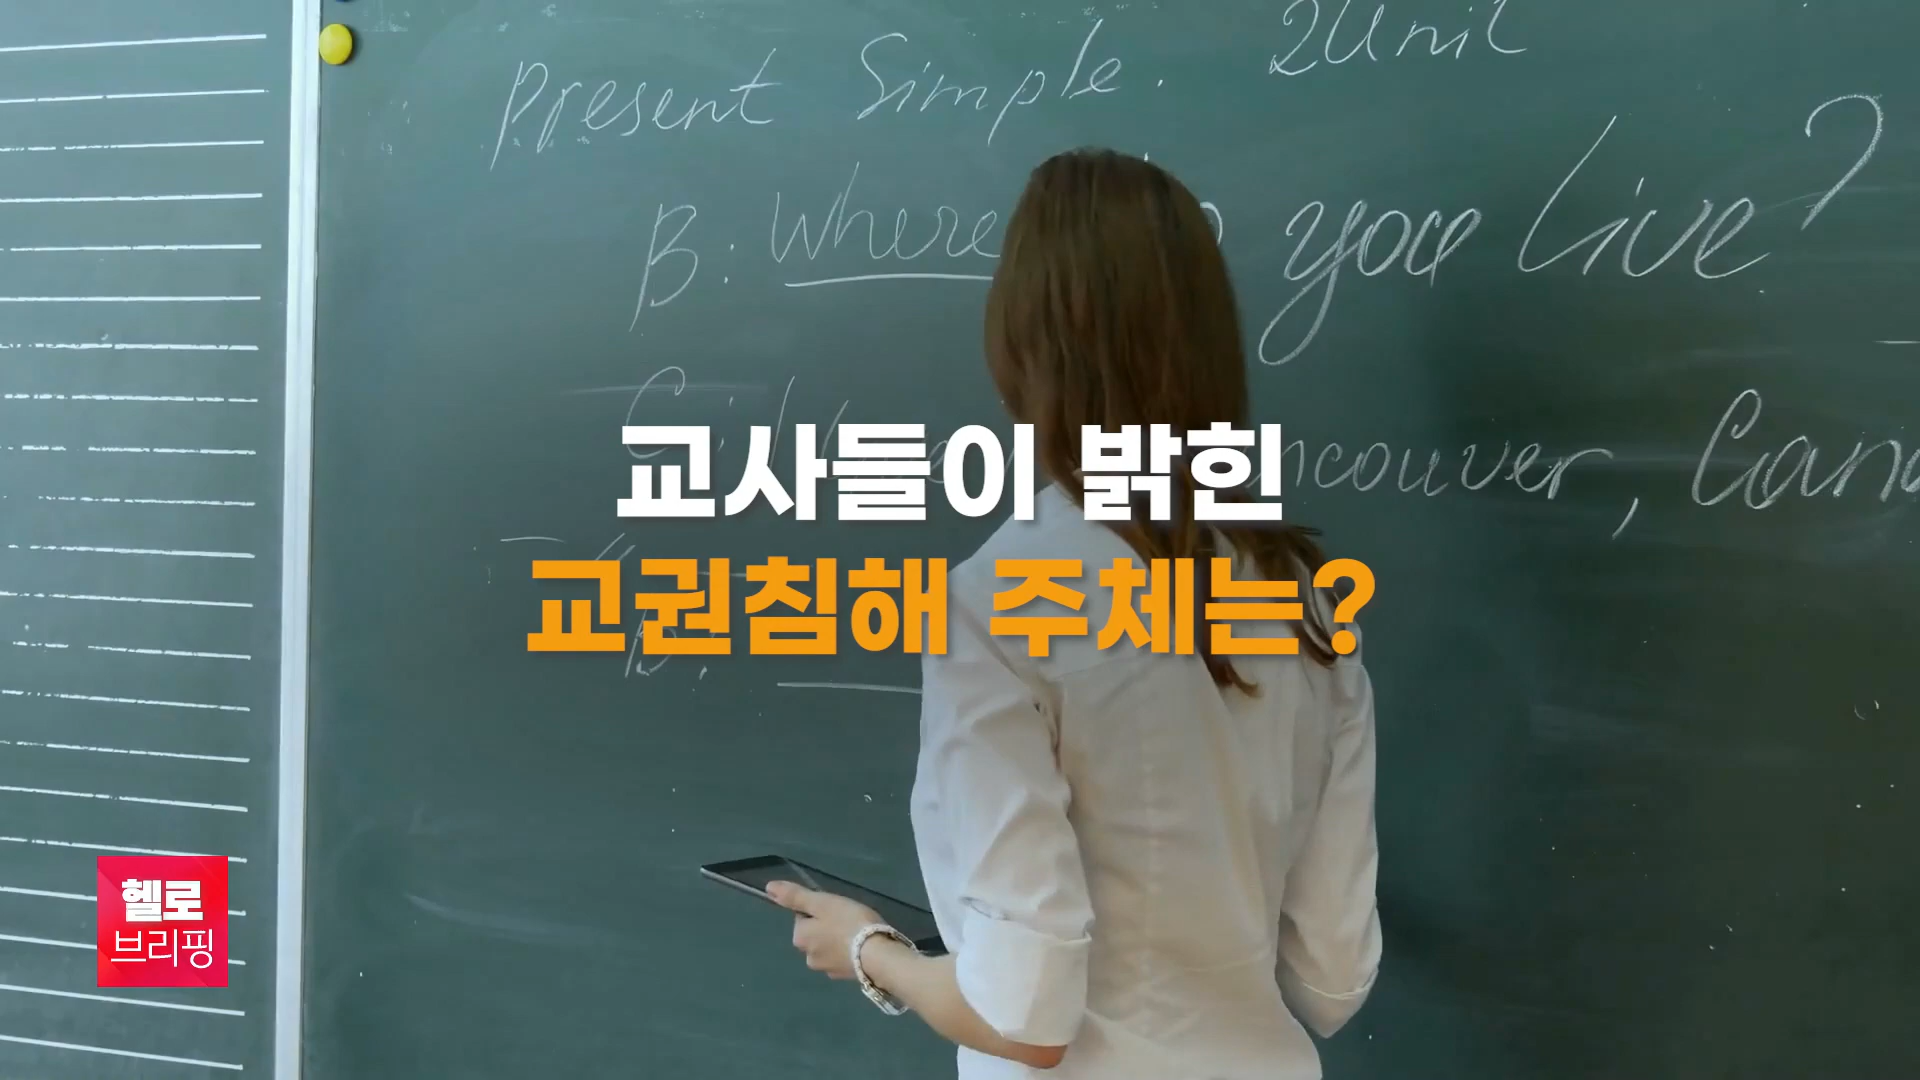 Present Simple. 2Unit
B: Where you live?
C: ncouver, Cana
교사들이 밝힌
교권침해 주체는?
B:
헬로
브리핑